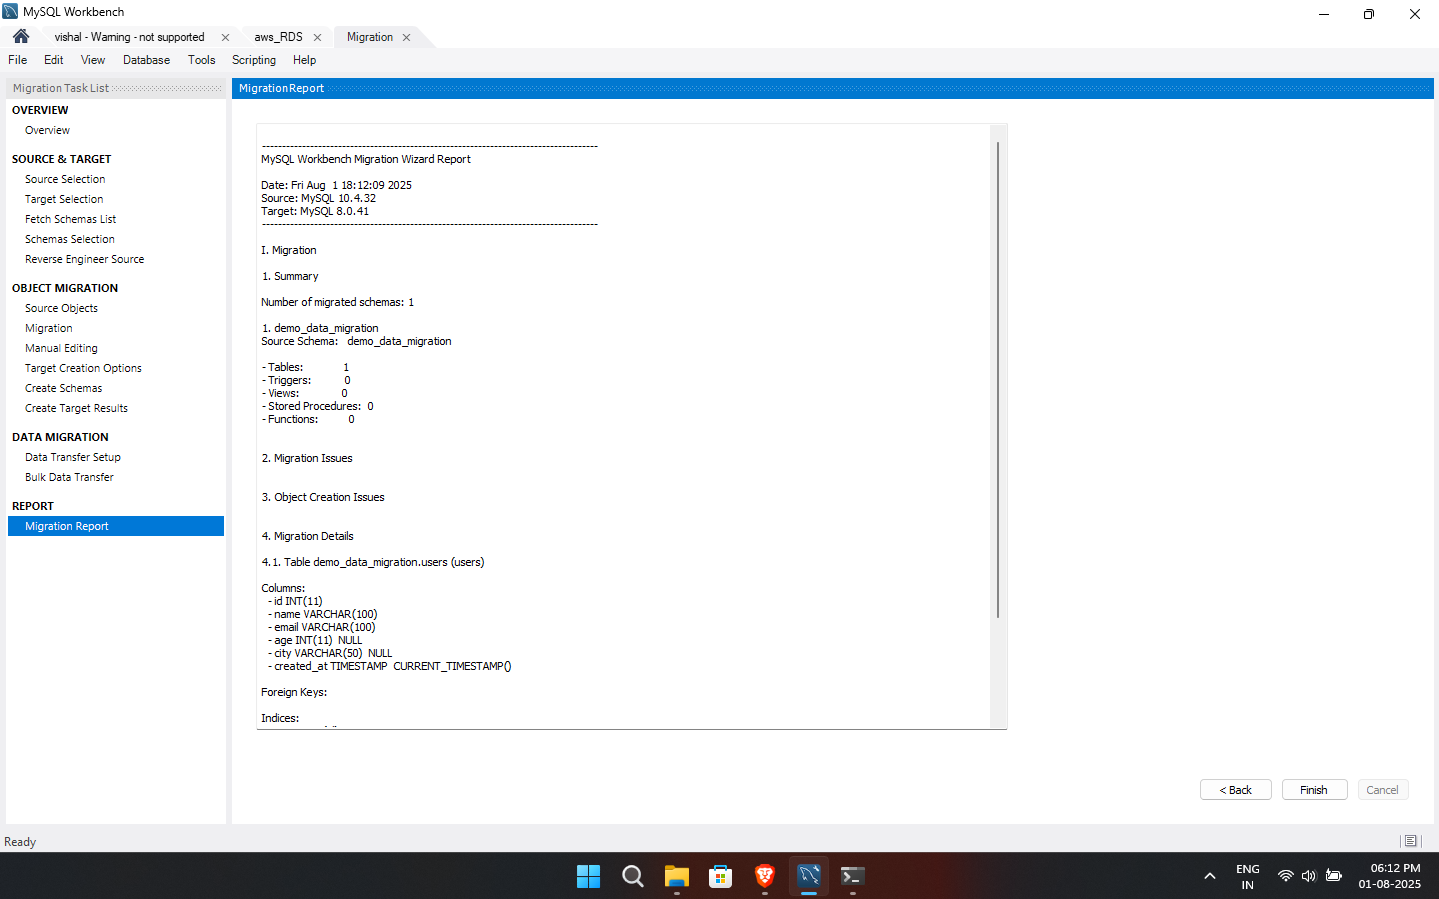 MySQL Workbench
vishal - Warning - not supported
aws_RDS
Migration
File Edit View Database Tools Scripting Help
Migration Task List
OVERVIEW
Overview
SOURCE & TARGET
Source Selection
Target Selection
Fetch Schemas List
Schemas Selection
Reverse Engineer Source
OBJECT MIGRATION
Source Objects
Migration
Manual Editing
Target Creation Options
Create Schemas
Create Target Results
DATA MIGRATION
Data Transfer Setup
Bulk Data Transfer
REPORT
Migration Report
Migration Report
------------------------------------------------------------------------------------
MySQL Workbench Migration Wizard Report
Date: Fri Aug  1 18:12:09 2025
Source: MySQL 10.4.32
Target: MySQL 8.0.41
------------------------------------------------------------------------------------
I. Migration
1. Summary
Number of migrated schemas: 1
1. demo_data_migration
Source Schema:   demo_data_migration
- Tables:             1
- Triggers:           0
- Views:              0
- Stored Procedures:  0
- Functions:          0
2. Migration Issues
3. Object Creation Issues
4. Migration Details
4.1. Table demo_data_migration.users (users)
Columns:
- id INT(11)
- name VARCHAR(100)
- email VARCHAR(100)
- age INT(11)  NULL
- city VARCHAR(50)  NULL
- created_at TIMESTAMP  CURRENT_TIMESTAMP()
Foreign Keys:
Indices:
< Back
Finish
Cancel
Ready
ENG
IN
06:12 PM
01-08-2025